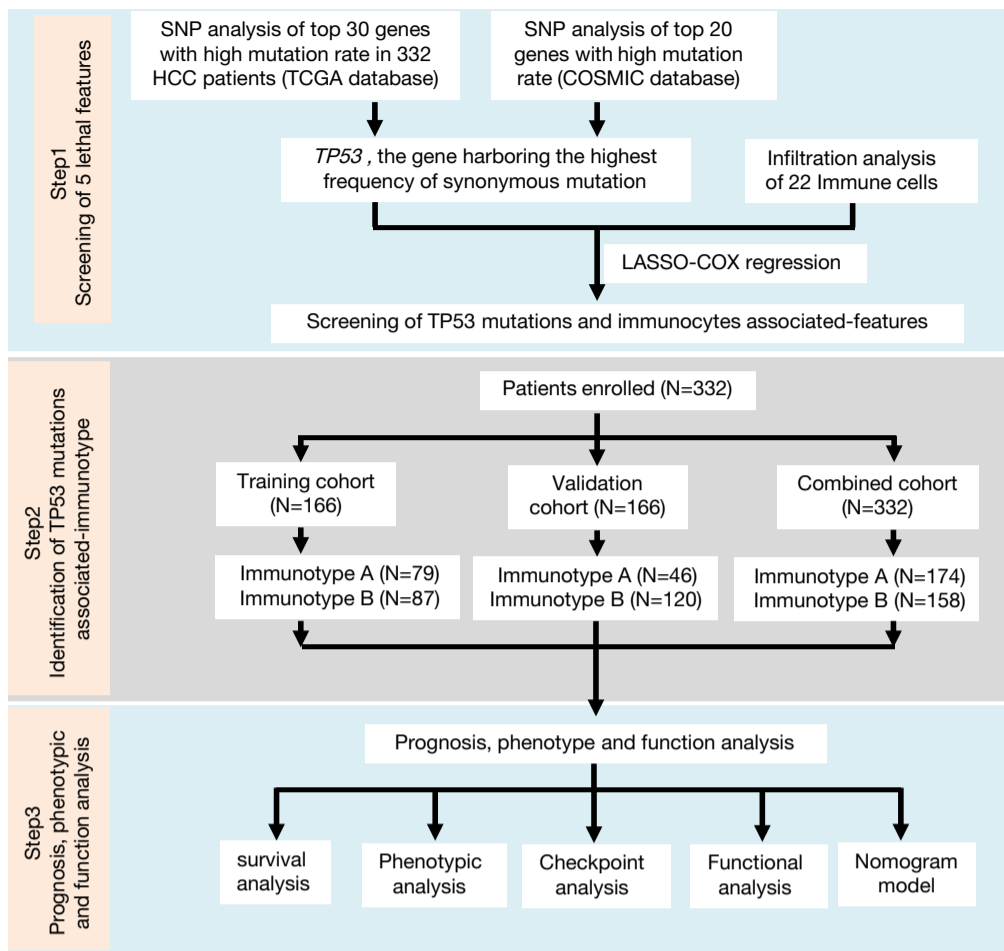 Step1
Screening of 5 lethal features
SNP analysis of top 30 genes
with high mutation rate in 332
HCC patients (TCGA database)
SNP analysis of top 20
genes with high mutation
rate (COSMIC database)
TP53 , the gene harboring the highest
frequency of synonymous mutation
Infiltration analysis
of 22 Immune cells
LASSO-COX regression
Screening of TP53 mutations and immunocytes associated-features
Step2
Identification of TP53 mutations
associated-immunotype
Patients enrolled (N=332)
Training cohort
(N=166)
Validation
cohort (N=166)
Combined cohort
(N=332)
Immunotype A (N=79)
Immunotype B (N=87)
Immunotype A (N=46)
Immunotype B (N=120)
Immunotype A (N=174)
Immunotype B (N=158)
Step3
Prognosis, phenotypic
and function analysis
Prognosis, phenotype and function analysis
survival
analysis
Phenotypic
analysis
Checkpoint
analysis
Functional
analysis
Nomogram
model